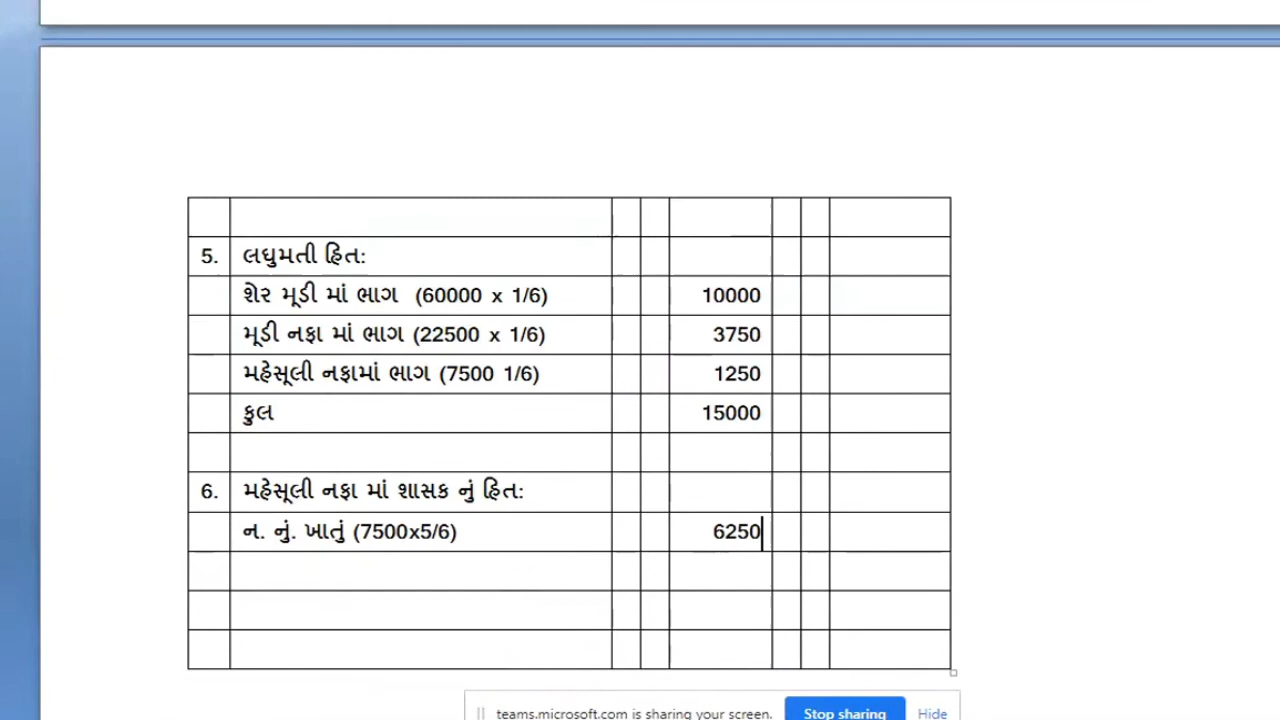 5. લઘુમતી હિત:
શેર મૂડી માં ભાગ (60000 x 1/6) 10000
મૂડી નફા માં ભાગ (22500 x 1/6) 3750
મહેસૂલી નફામાં ભાગ (7500 1/6) 1250
કુલ 15000
6. મહેસૂલી નફા માં શાસક નું હિત:
ન. નું. ખાતું (7500x5/6) 6250
teams.microsoft.com is sharing your screen. Stop sharing Hide